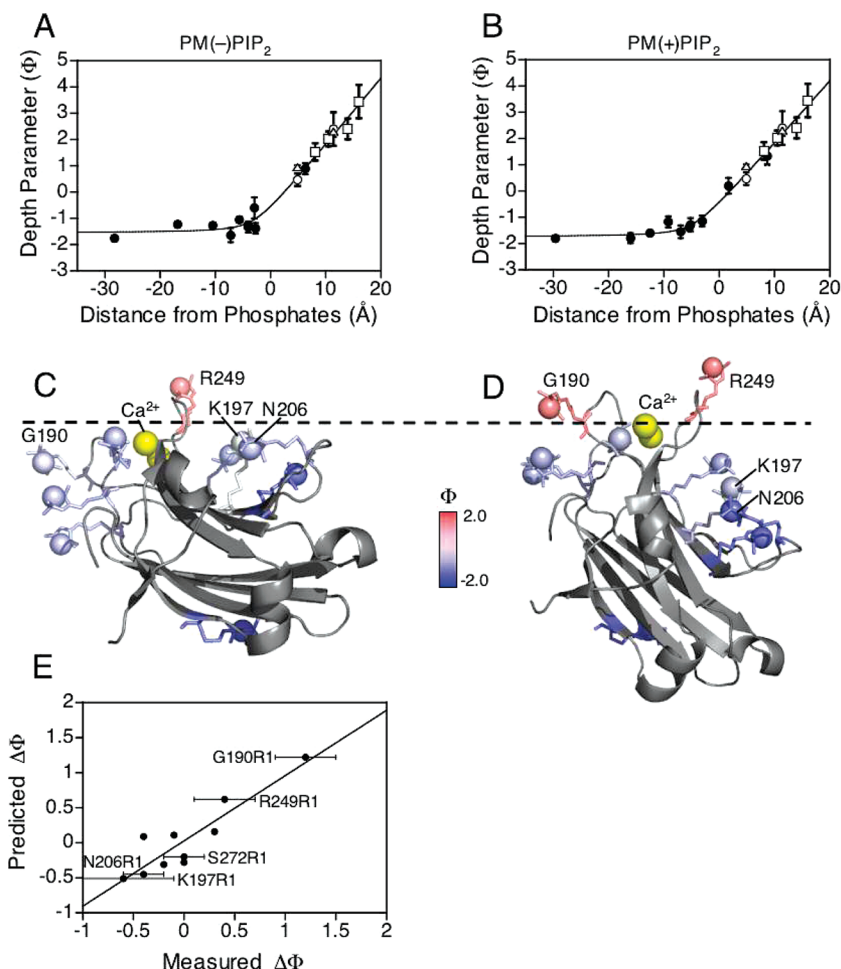 A
PM(−)PIP2
Depth Parameter (Φ)
5
4
3
2
1
0
-1
-2
-3
-30 -20 -10 0 10 20
Distance from Phosphates (Å)
B
PM(+)PIP2
Depth Parameter (Φ)
5
4
3
2
1
0
-1
-2
-3
-30 -20 -10 0 10 20
Distance from Phosphates (Å)
C
R249
Ca2+
K197 N206
G190
D
G190
Ca2+
R249
K197
N206
Φ
2.0
-2.0
E
Predicted ΔΦ
2
1.5
1
0.5
0
-0.5
-1
G190R1
R249R1
N206R1
S272R1
K197R1
-1 -0.5 0 0.5 1 1.5 2
Measured ΔΦ